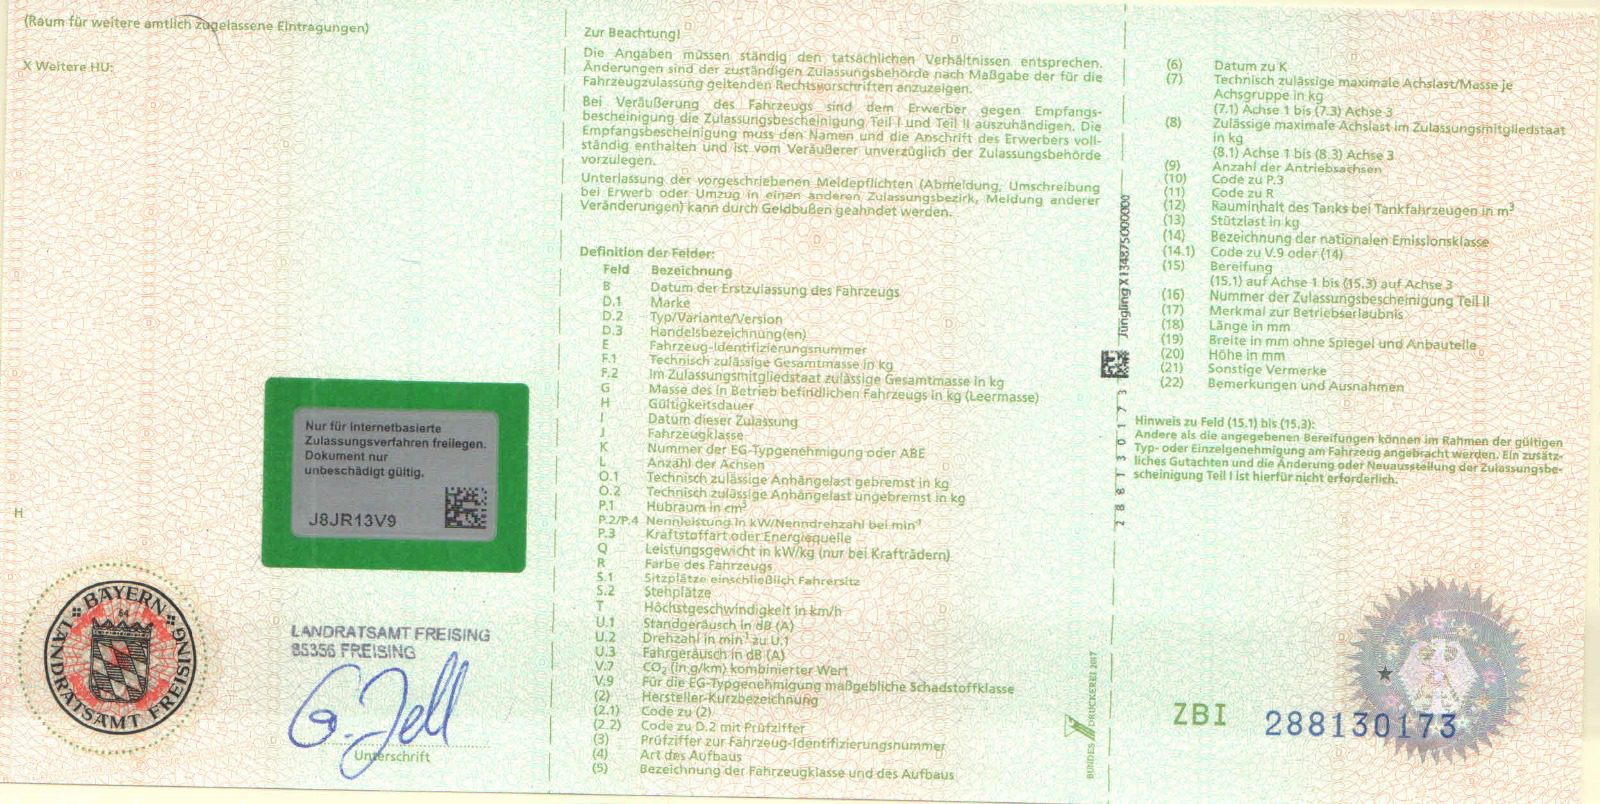 (Raum für weitere amtlich zugelassene Eintragungen)
X Weitere HU:
H
Nur für internetbasierte
Zulassungsverfahren freilegen.
Dokument nur
unbeschädigt gültig.
J8JR13V9
BAYERN
64
LANDRATSAMT FREISING
LANDRATSAMT FREISING
85356 FREISING
G. Jell
Unterschrift
Zur Beachtung!
Die Angaben müssen ständig den tatsächlichen Verhältnissen entsprechen.
Änderungen sind der zuständigen Zulassungsbehörde nach Maßgabe der für die
Fahrzeugzulassung geltenden Rechtsvorschriften anzuzeigen.
Bei Veräußerung des Fahrzeugs sind dem Erwerber gegen Empfangs-
bescheinigung die Zulassungsbescheinigung Teil I und Teil II auszuhändigen. Die
Empfangsbescheinigung muss den Namen und die Anschrift des Erwerbers voll-
ständig enthalten und ist vom Veräußerer unverzüglich der Zulassungsbehörde
vorzulegen.
Unterlassung der vorgeschriebenen Meldepflichten (Abmeldung, Umschreibung
bei Erwerb oder Umzug in einen anderen Zulassungsbezirk, Meldung anderer
Veränderungen) kann durch Geldbußen geahndet werden.
Definition der Felder:
Feld Bezeichnung
B Datum der Erstzulassung des Fahrzeugs
D.1 Marke
D.2 Typ/Variante/Version
D.3 Handelsbezeichnung(en)
E Fahrzeug-Identifizierungsnummer
F.1 Technisch zulässige Gesamtmasse in kg
F.2 Im Zulassungsmitgliedstaat zulässige Gesamtmasse in kg
G Masse des in Betrieb befindlichen Fahrzeugs in kg (Leermasse)
H Gültigkeitsdauer
I Datum dieser Zulassung
J Fahrzeugklasse
K Nummer der EG-Typgenehmigung oder ABE
L Anzahl der Achsen
O.1 Technisch zulässige Anhängelast gebremst in kg
O.2 Technisch zulässige Anhängelast ungebremst in kg
P.1 Hubraum in cm³
P.2/P.4 Nennleistung in kW/Nenndrehzahl bei min⁻¹
P.3 Kraftstoffart oder Energiequelle
Q Leistungsgewicht in kW/kg (nur bei Krafträdern)
R Farbe des Fahrzeugs
S.1 Sitzplätze einschließlich Fahrersitz
S.2 Stehplätze
T Höchstgeschwindigkeit in km/h
U.1 Standgeräusch in dB (A)
U.2 Drehzahl in min⁻¹ zu U.1
U.3 Fahrgeräusch in dB (A)
V.7 CO₂ (in g/km) kombinierter Wert
V.9 Für die EG-Typgenehmigung maßgebliche Schadstoffklasse
(2) Hersteller-Kurzbezeichnung
(2.1) Code zu (2)
(2.2) Code zu D.2 mit Prüfziffer
(3) Prüfziffer zur Fahrzeug-Identifizierungsnummer
(4) Art des Aufbaus
(5) Bezeichnung der Fahrzeugklasse und des Aufbaus
BUNDESDRUCKEREI 2017
Jüngling X134875000000
288130173
(6) Datum zu K
(7) Technisch zulässige maximale Achslast/Masse je
Achsgruppe in kg
(7.1) Achse 1 bis (7.3) Achse 3
(8) Zulässige maximale Achslast im Zulassungsmitgliedstaat
in kg
(8.1) Achse 1 bis (8.3) Achse 3
(9) Anzahl der Antriebsachsen
(10) Code zu P.3
(11) Code zu R
(12) Rauminhalt des Tanks bei Tankfahrzeugen in m³
(13) Stützlast in kg
(14) Bezeichnung der nationalen Emissionsklasse
(14.1) Code zu V.9 oder (14)
(15) Bereifung
(15.1) auf Achse 1 bis (15.3) auf Achse 3
(16) Nummer der Zulassungsbescheinigung Teil II
(17) Merkmal zur Betriebserlaubnis
(18) Länge in mm
(19) Breite in mm ohne Spiegel und Anbauteile
(20) Höhe in mm
(21) Sonstige Vermerke
(22) Bemerkungen und Ausnahmen
Hinweis zu Feld (15.1) bis (15.3):
Andere als die angegebenen Bereifungen können im Rahmen der gültigen
Typ- oder Einzelgenehmigung am Fahrzeug angebracht werden. Ein zusätz-
liches Gutachten und die Änderung oder Neuausstellung der Zulassungsbe-
scheinigung Teil I ist hierfür nicht erforderlich.
ZBI 288130173